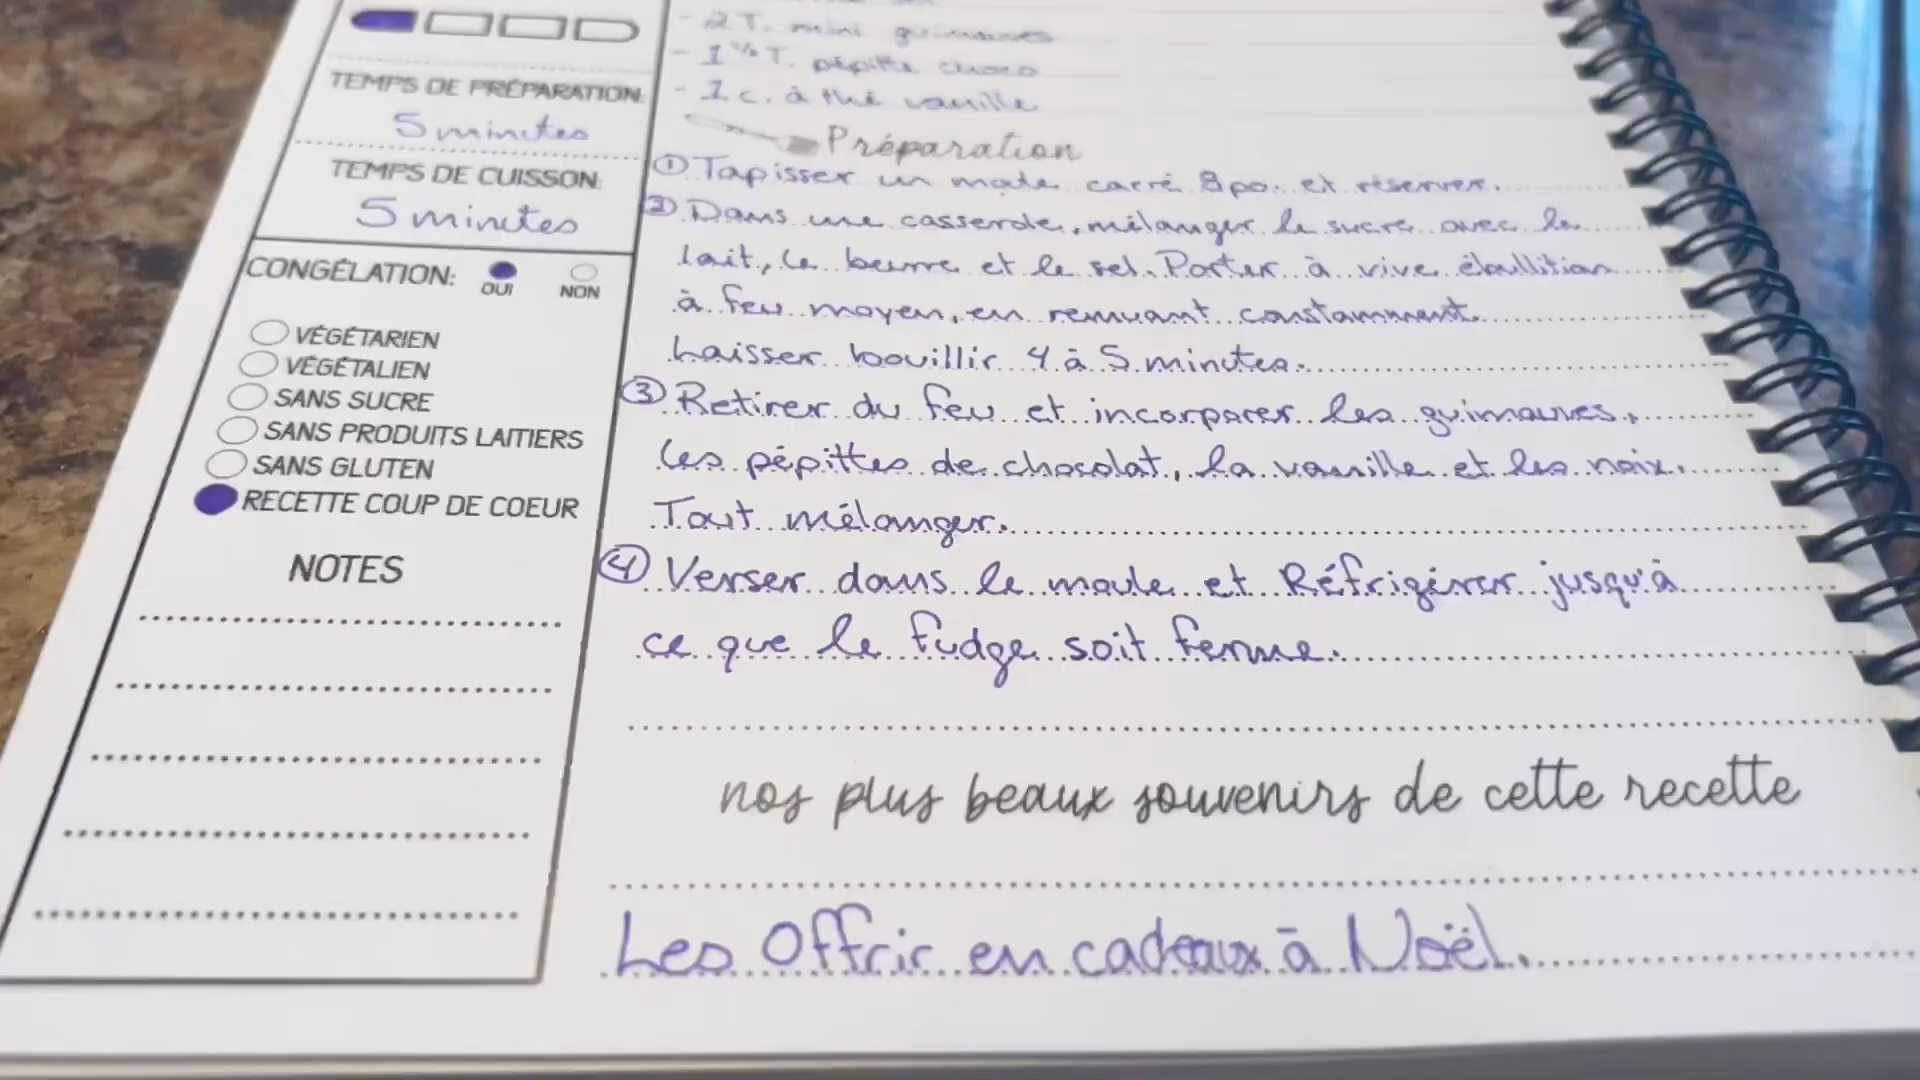 TEMPS DE PRÉPARATION:
5 minutes
TEMPS DE CUISSON:
5 minutes
CONGÉLATION: OUI NON
VÉGÉTARIEN
VÉGÉTALIEN
SANS SUCRE
SANS PRODUITS LAITIERS
SANS GLUTEN
RECETTE COUP DE COEUR
NOTES
- 2 T. mini guimauves
- 1 ½ T. pépitte choco
- 1 c. à thé vanille
Préparation
① Tapisser un moule carré 8 po. et réserver.
② Dans une casserole, mélanger le sucre avec le
lait, le beurre et le sel. Porter à vive ébullition
à feu moyen, en remuant constamment.
Laisser bouillir 4 à 5 minutes.
③ Retirer du feu et incorporer les guimauves,
les pépittes de chocolat, la vanille et les noix.
Tout mélanger.
④ Verser dans le moule et Réfrigérer jusqu'à
ce que le fudge soit ferme.
nos plus beaux souvenirs de cette recette
Les Offrir en cadeaux à Noël.